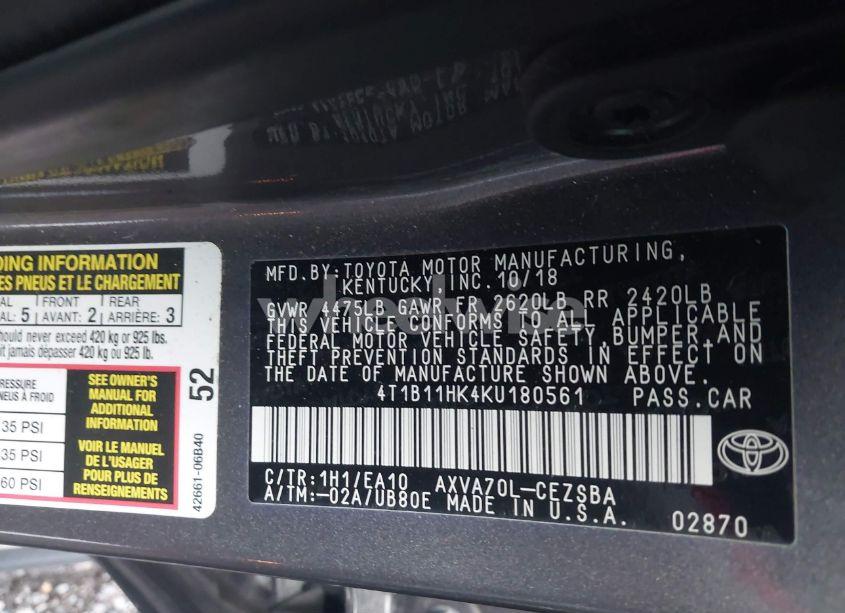 DING INFORMATION
ES PNEUS ET LE CHARGEMENT
AL FRONT REAR
AL: 5 AVANT: 2 ARRIÈRE: 3
should never exceed 420 kg or 925 lbs.
it jamais dépasser 420 kg ou 925 lb.
PRESSURE
PNEUS À FROID
35 PSI
35 PSI
60 PSI
SEE OWNER'S
MANUAL FOR
ADDITIONAL
INFORMATION
VOIR LE MANUEL
DE L'USAGER
POUR PLUS DE
RENSEIGNEMENTS
52
42661-06B40
MFD.BY:TOYOTA MOTOR MANUFACTURING,
KENTUCKY,INC.10/18
GVWR 4475LB GAWR FR 2620LB RR 2420LB
THIS VEHICLE CONFORMS TO ALL APPLICABLE
FEDERAL MOTOR VEHICLE SAFETY,BUMPER,AND
THEFT PREVENTION STANDARDS IN EFFECT ON
THE DATE OF MANUFACTURE SHOWN ABOVE.
4T1B11HK4KU180561 PASS.CAR
C/TR:1H1/EA10 AXVA70L-CEZSBA
A/TM:-02A/UB80E MADE IN U.S.A.
02870